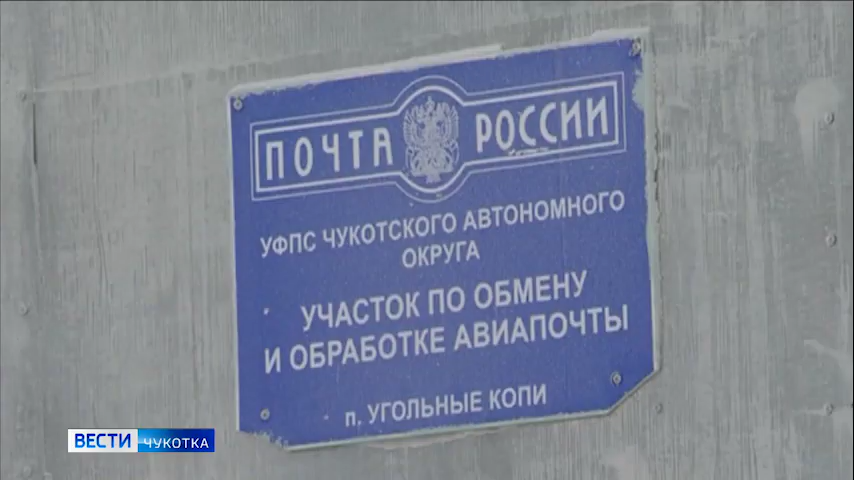 ПОЧТА РОССИИ
УФПС ЧУКОТСКОГО АВТОНОМНОГО
ОКРУГА
УЧАСТОК ПО ОБМЕНУ
И ОБРАБОТКЕ АВИАПОЧТЫ
п. УГОЛЬНЫЕ КОПИ
ВЕСТИ ЧУКОТКА